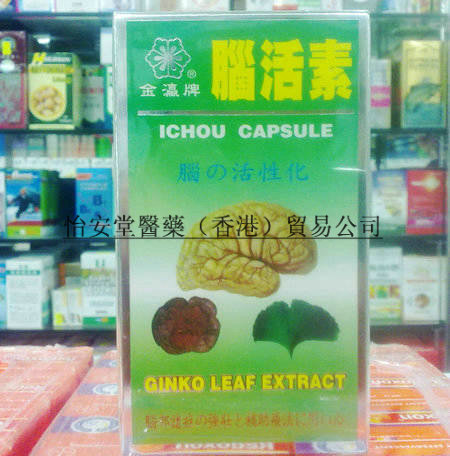 金瀛牌®
腦活素
ICHOU CAPSULE
腦の活性化
怡安堂醫藥（香港）貿易公司
GINKO LEAF EXTRACT